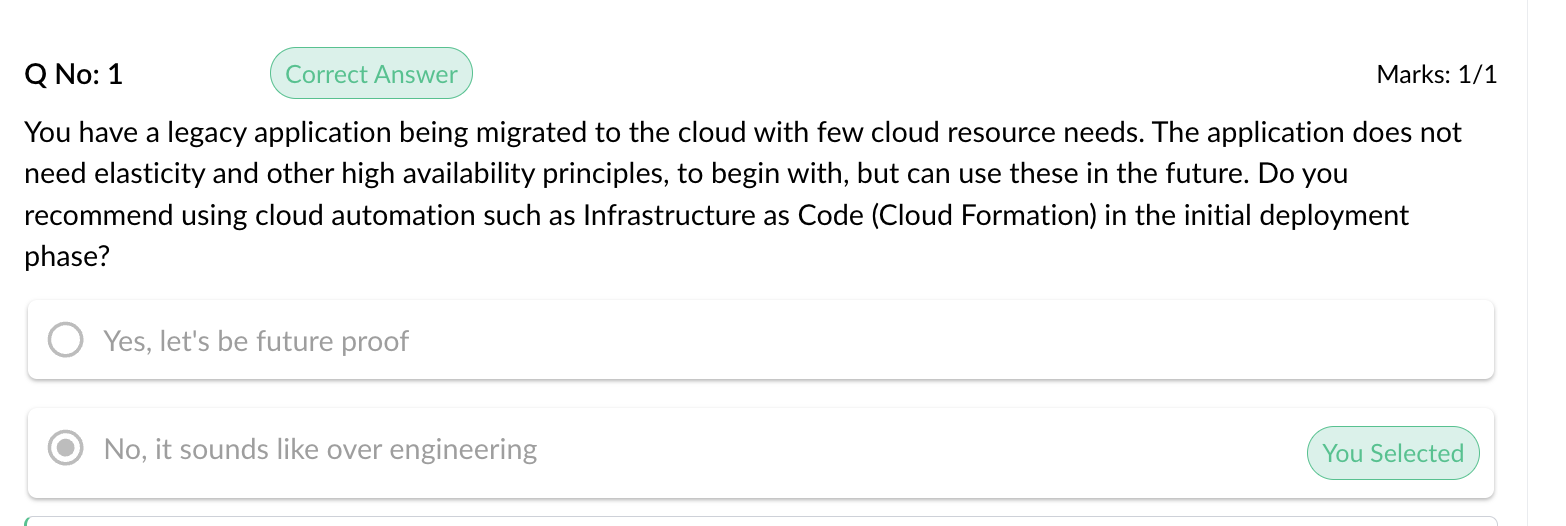 Q No: 1
Correct Answer
Marks: 1/1
You have a legacy application being migrated to the cloud with few cloud resource needs. The application does not
need elasticity and other high availability principles, to begin with, but can use these in the future. Do you
recommend using cloud automation such as Infrastructure as Code (Cloud Formation) in the initial deployment
phase?
Yes, let's be future proof
No, it sounds like over engineering
You Selected